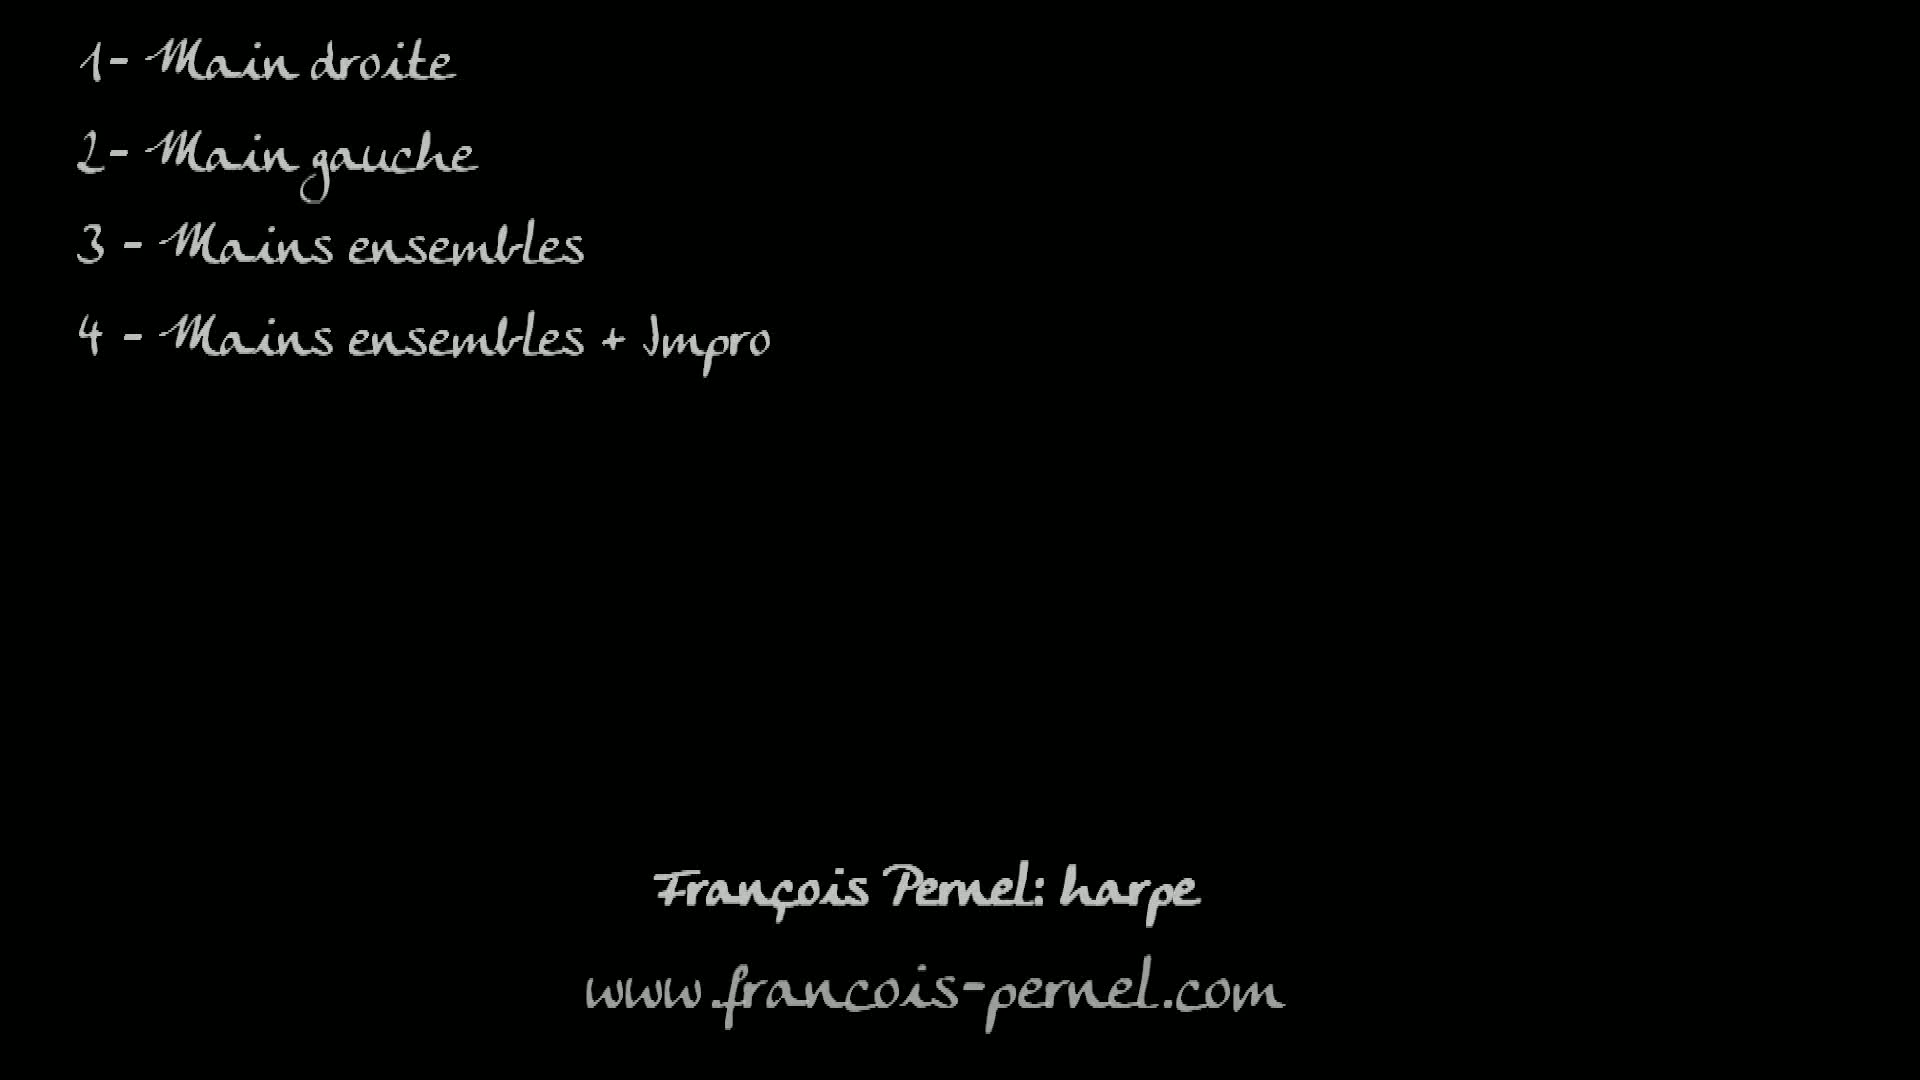 1- Main droite
2- Main gauche
3 - Mains ensembles
4 - Mains ensembles + Impro
François Pernel: harpe
www.francois-pernel.com